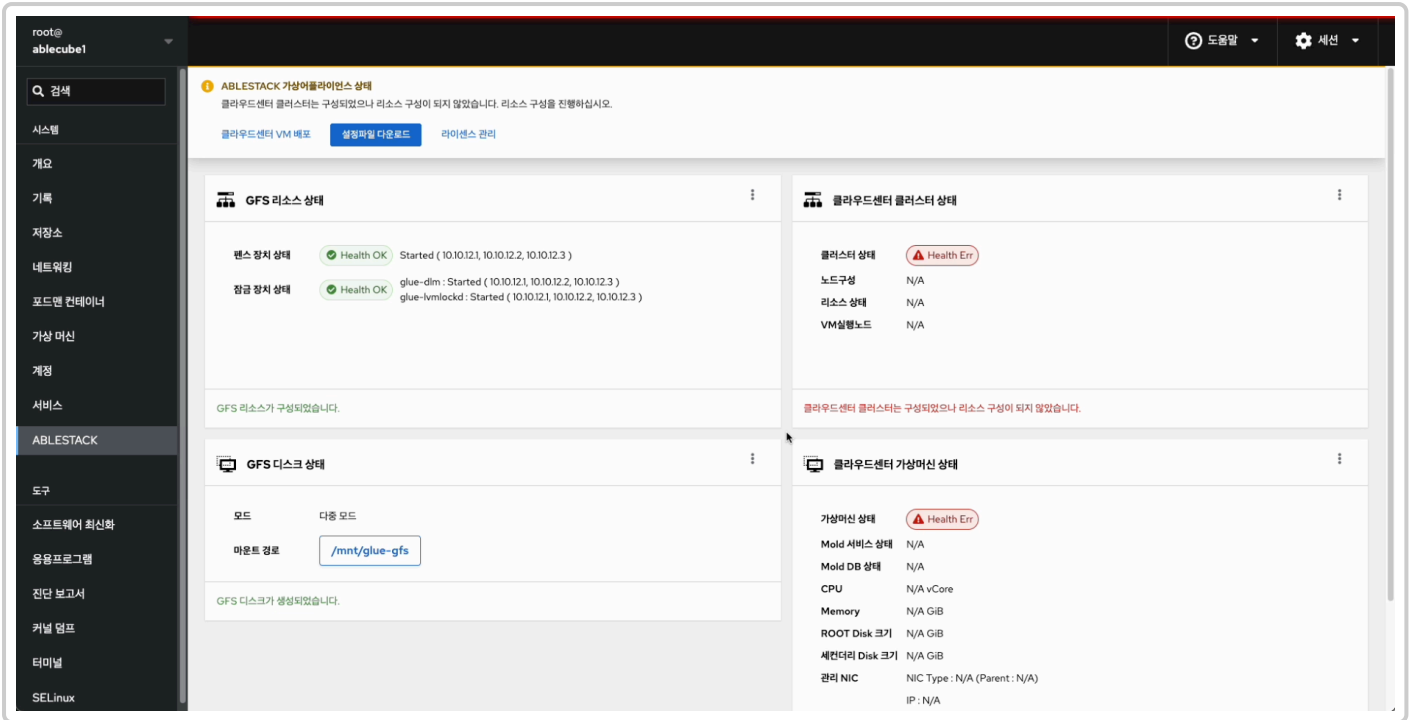 root@
ablecube1
도움말
세션
검색
시스템
개요
기록
저장소
네트워킹
포드맨 컨테이너
가상 머신
계정
서비스
ABLESTACK
도구
소프트웨어 최신화
응용프로그램
진단 보고서
커널 덤프
터미널
SELinux
ABLESTACK 가상어플라이언스 상태
클라우드센터 클러스터는 구성되었으나 리소스 구성이 되지 않았습니다. 리소스 구성을 진행하십시오.
클라우드센터 VM 배포 설정파일 다운로드 라이센스 관리
GFS 리소스 상태
펜스 장치 상태 Health OK Started ( 10.10.12.1, 10.10.12.2, 10.10.12.3 )
잠금 장치 상태 Health OK glue-dlm : Started ( 10.10.12.1, 10.10.12.2, 10.10.12.3 )
glue-lvmlockd : Started ( 10.10.12.1, 10.10.12.2, 10.10.12.3 )
GFS 리소스가 구성되었습니다.
클라우드센터 클러스터 상태
클러스터 상태 Health Err
노드구성 N/A
리소스 상태 N/A
VM실행노드 N/A
클라우드센터 클러스터는 구성되었으나 리소스 구성이 되지 않았습니다.
GFS 디스크 상태
모드 다중 모드
마운트 경로 /mnt/glue-gfs
GFS 디스크가 생성되었습니다.
클라우드센터 가상머신 상태
가상머신 상태 Health Err
Mold 서비스 상태 N/A
Mold DB 상태 N/A
CPU N/A vCore
Memory N/A GiB
ROOT Disk 크기 N/A GiB
세컨더리 Disk 크기 N/A GiB
관리 NIC NIC Type : N/A (Parent : N/A)
IP : N/A